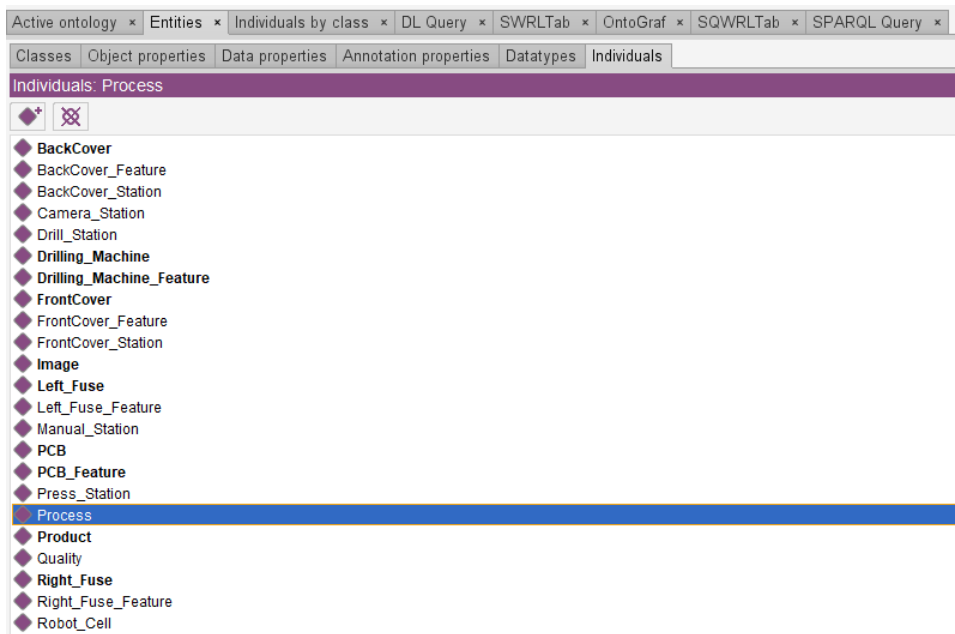 Active ontology × Entities × Individuals by class × DL Query × SWRLTab × OntoGraf × SQWRLTab × SPARQL Query ×
Classes Object properties Data properties Annotation properties Datatypes Individuals
Individuals: Process
BackCover
BackCover_Feature
BackCover_Station
Camera_Station
Drill_Station
Drilling_Machine
Drilling_Machine_Feature
FrontCover
FrontCover_Feature
FrontCover_Station
Image
Left_Fuse
Left_Fuse_Feature
Manual_Station
PCB
PCB_Feature
Press_Station
Process
Product
Quality
Right_Fuse
Right_Fuse_Feature
Robot_Cell